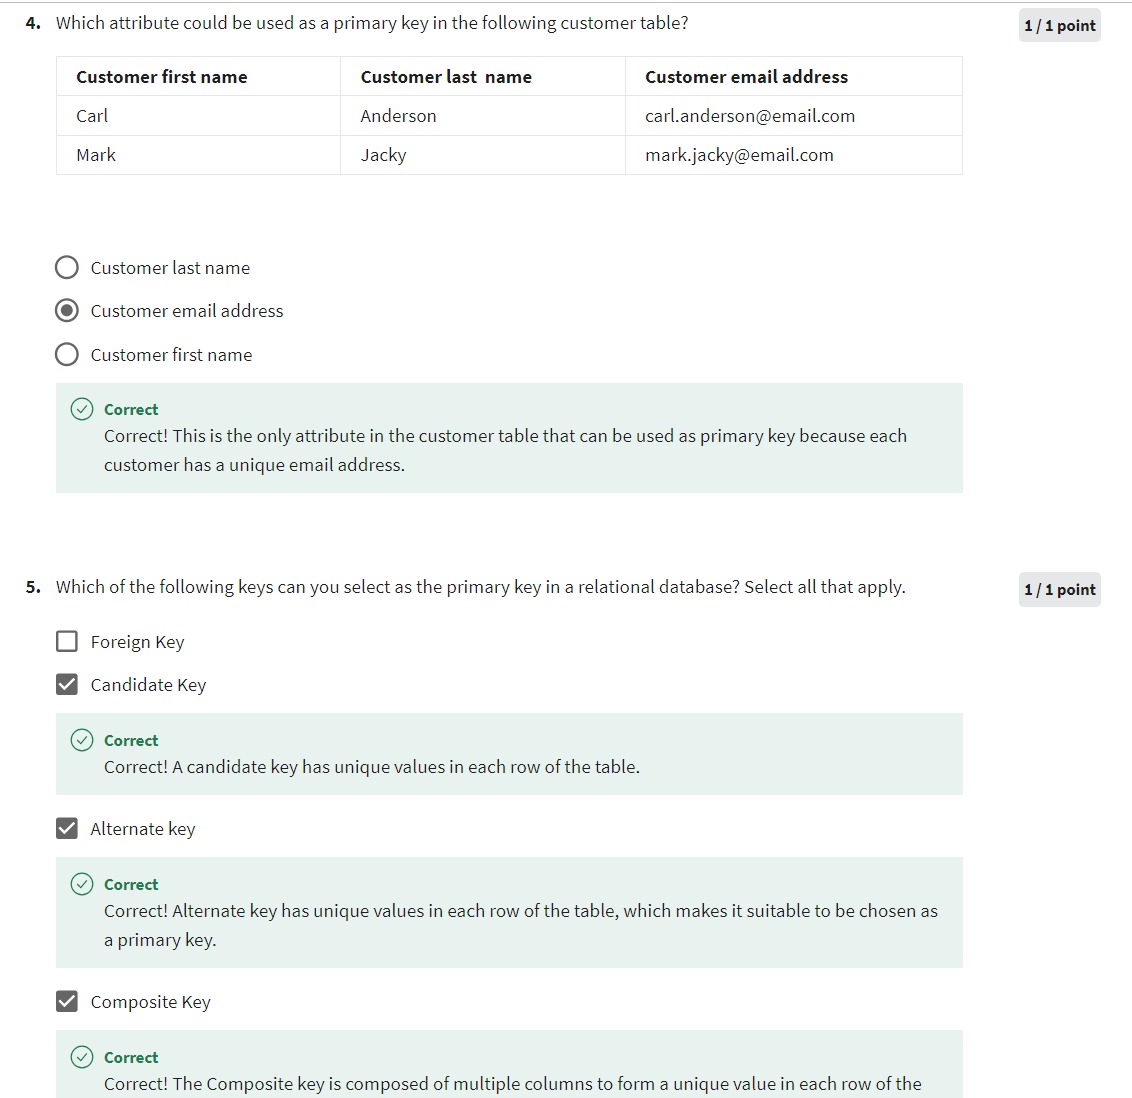 4. Which attribute could be used as a primary key in the following customer table?
1 / 1 point
Customer first name Customer last name Customer email address
Carl Anderson carl.anderson@email.com
Mark Jacky mark.jacky@email.com
Customer last name
Customer email address
Customer first name
Correct
Correct! This is the only attribute in the customer table that can be used as primary key because each
customer has a unique email address.
5. Which of the following keys can you select as the primary key in a relational database? Select all that apply.
1 / 1 point
Foreign Key
Candidate Key
Correct
Correct! A candidate key has unique values in each row of the table.
Alternate key
Correct
Correct! Alternate key has unique values in each row of the table, which makes it suitable to be chosen as
a primary key.
Composite Key
Correct
Correct! The Composite key is composed of multiple columns to form a unique value in each row of the